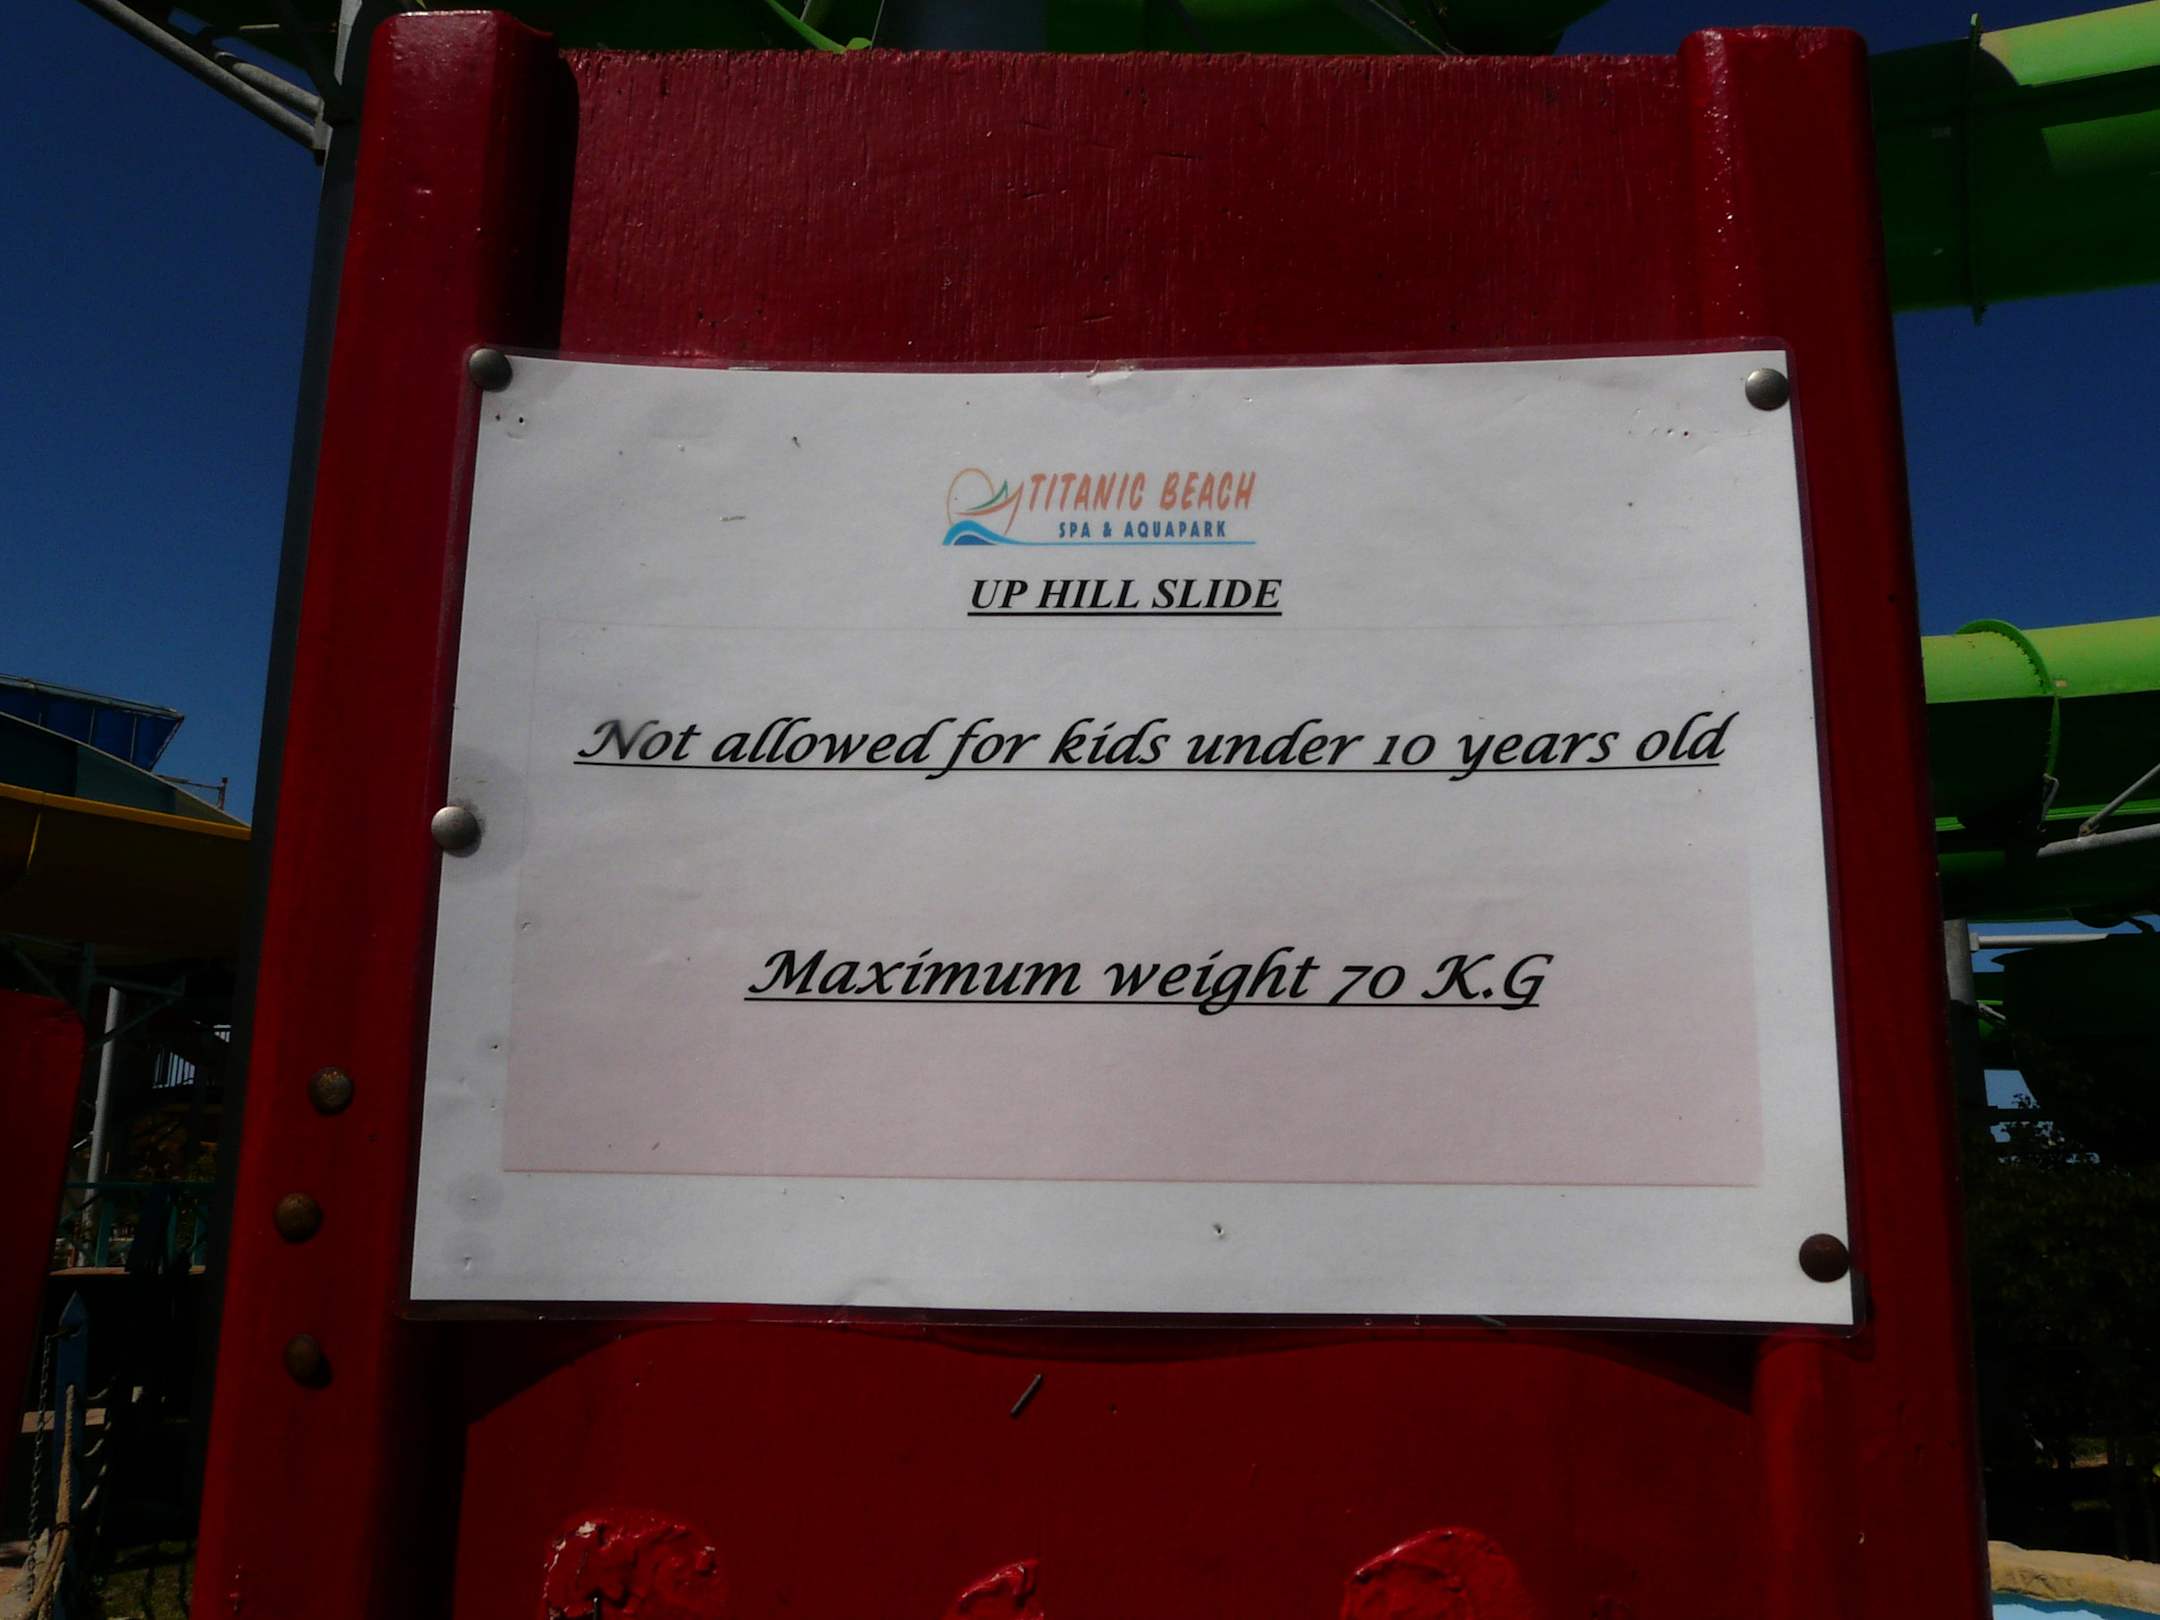 TITANIC BEACH
SPA & AQUAPARK
UP HILL SLIDE
Not allowed for kids under 10 years old
Maximum weight 70 K.G